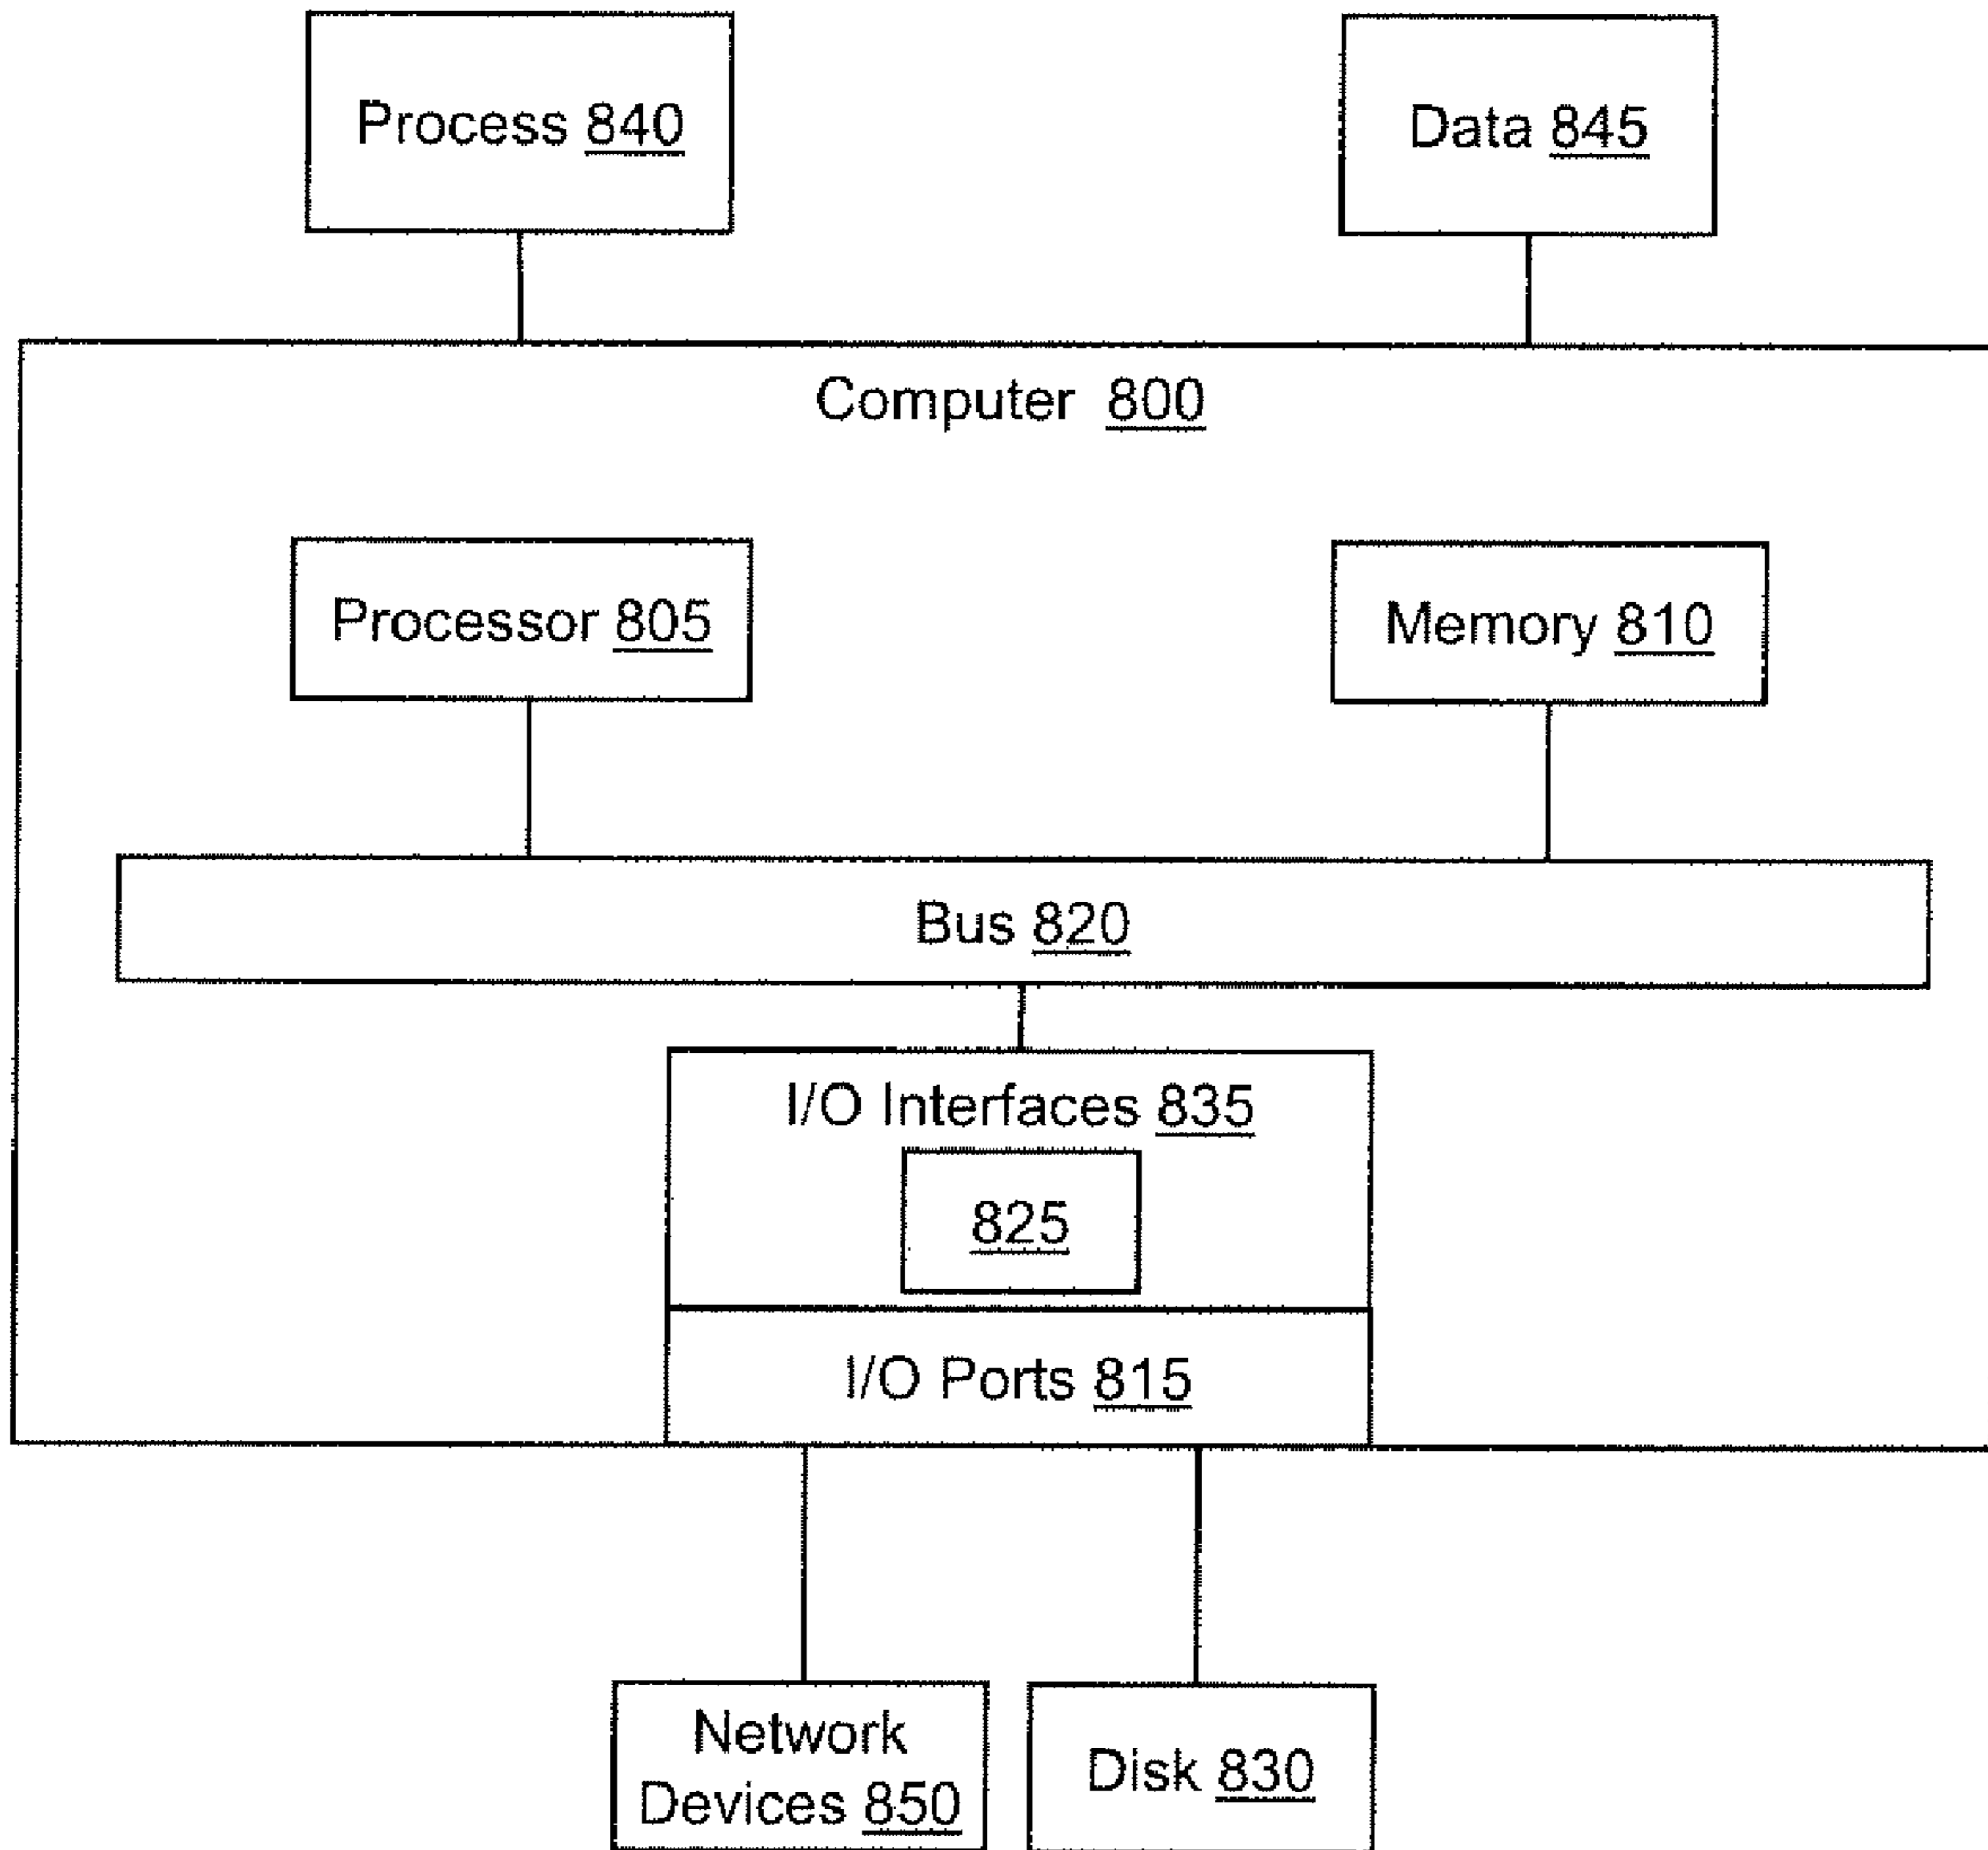 Process 840
Data 845
Computer 800
Processor 805
Memory 810
Bus 820
I/O Interfaces 835
825
I/O Ports 815
Network
Devices 850
Disk 830